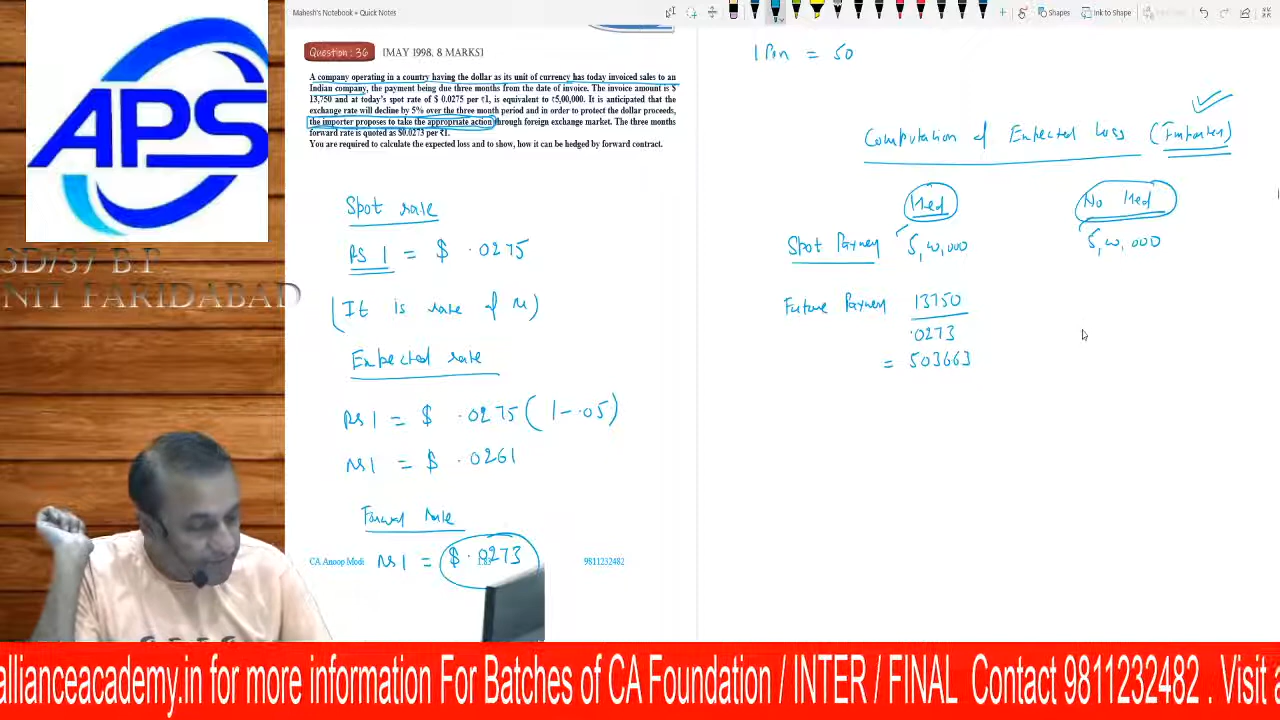 Mahesh's Notebook + Quick Notes
Shapes
Ink to Shape
APS
3D/37 B.P.
NIT FARIDABAD
Question : 36 [MAY 1998, 8 MARKS]
A company operating in a country having the dollar as its unit of currency has today invoiced sales to an
Indian company, the payment being due three months from the date of invoice. The invoice amount is $
13,750 and at today's spot rate of $ 0.0275 per ₹1, is equivalent to ₹5,00,000. It is anticipated that the
exchange rate will decline by 5% over the three month period and in order to protect the dollar proceeds,
the importer proposes to take the appropriate action through foreign exchange market. The three months
forward rate is quoted as $0.0273 per ₹1.
You are required to calculate the expected loss and to show, how it can be hedged by forward contract.
Spot rate
RS 1 = $ .0275
(It is rate of )
Expected rate
RS 1 = $ .0275 (1-.05)
RS 1 = $ .0261
Forward rate
RS 1 = $ .0273
CA Anoop Modi
1.83
9811232482
= 50
Computation of Expected Loss (Importer)
Hed
No Hed
Spot Payment 5,00,000 5,00,000
Future Payment 13750
.0273
= 503663
allianceacademy.in for more information For Batches of CA Foundation / INTER / FINAL Contact 9811232482 . Visit a